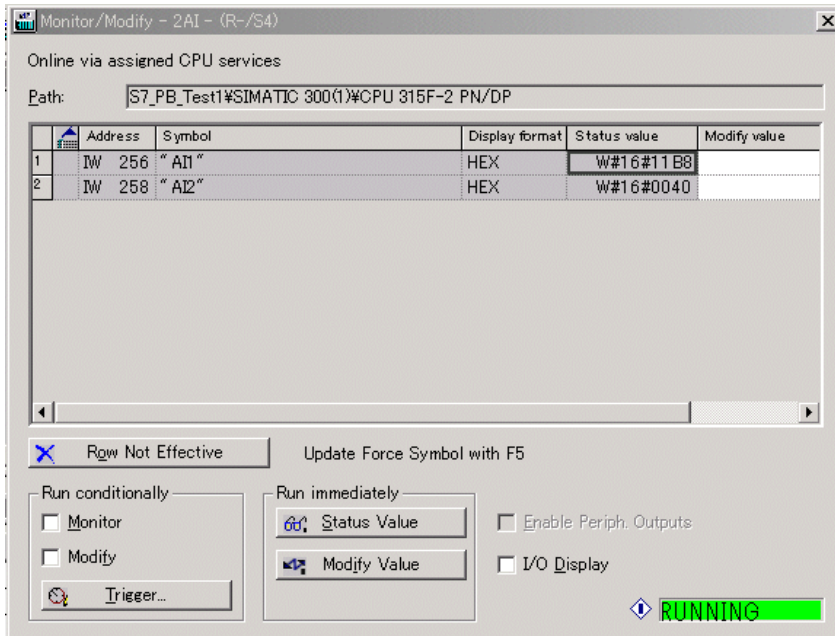 Monitor/Modify - 2AI - (R-/S4)
Online via assigned CPU services
Path: S7_PB_Test1¥SIMATIC 300(1)¥CPU 315F-2 PN/DP
Address Symbol Display format Status value Modify value
1 IW 256 "AI1" HEX W#16#11B8
2 IW 258 "AI2" HEX W#16#0040
Row Not Effective Update Force Symbol with F5
Run conditionally Run immediately
Monitor Status Value Enable Periph. Outputs
Modify Modify Value I/O Display
Trigger...
RUNNING